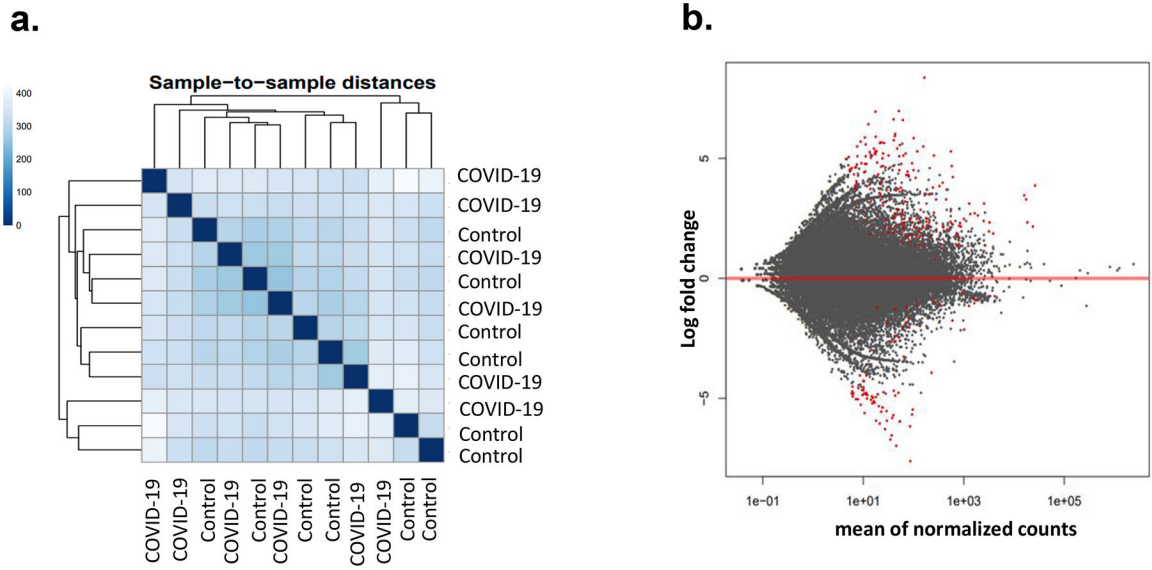 a.
b.
Sample-to-sample distances
400
300
200
100
0
COVID-19
COVID-19
Control
COVID-19
Control
COVID-19
Control
Control
COVID-19
COVID-19
Control
Control
COVID-19
COVID-19
Control
COVID-19
Control
COVID-19
Control
Control
COVID-19
COVID-19
Control
Control
Log fold change
5
0
−5
1e−01
1e+01
1e+03
1e+05
mean of normalized counts